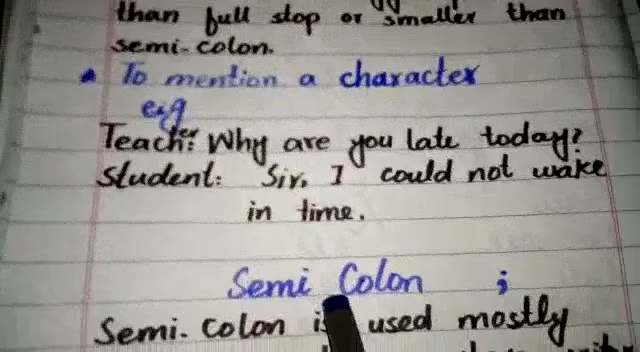 than full stop or smaller than
semi-colon.
To mention a character
e.g
Teacher: Why are you late today?
Student: Sir, I could not wake
in time.
Semi Colon ;
Semi-Colon is used mostly